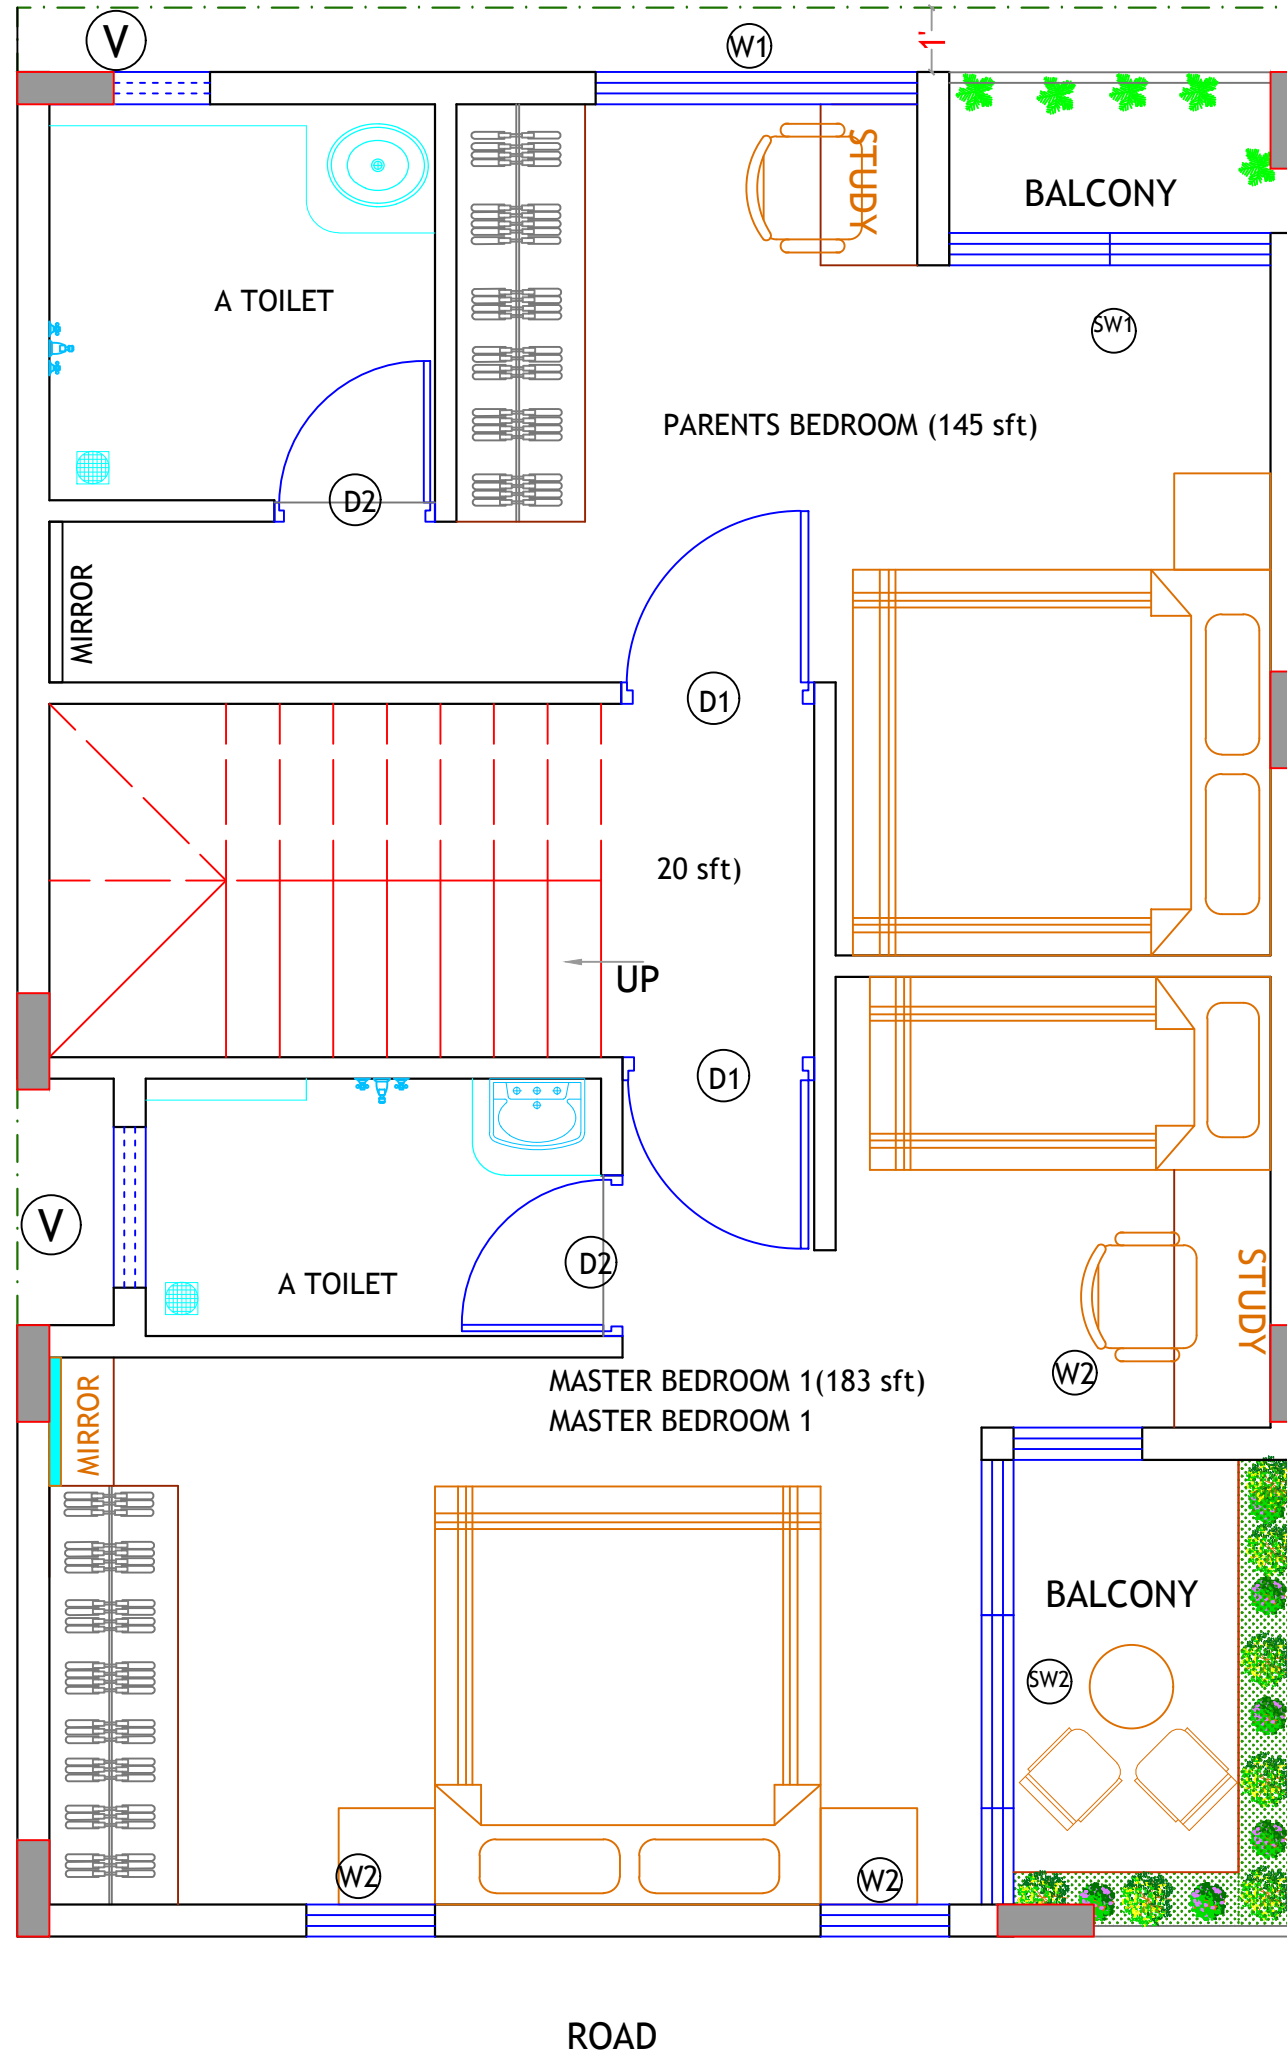 V
W1
1'
STUDY
BALCONY
A TOILET
SW1
PARENTS BEDROOM (145 sft)
D2
MIRROR
D1
20 sft)
UP
D1
V
D2
A TOILET
STUDY
W2
MASTER BEDROOM 1(183 sft)
MASTER BEDROOM 1
MIRROR
BALCONY
SW2
W2
W2
ROAD